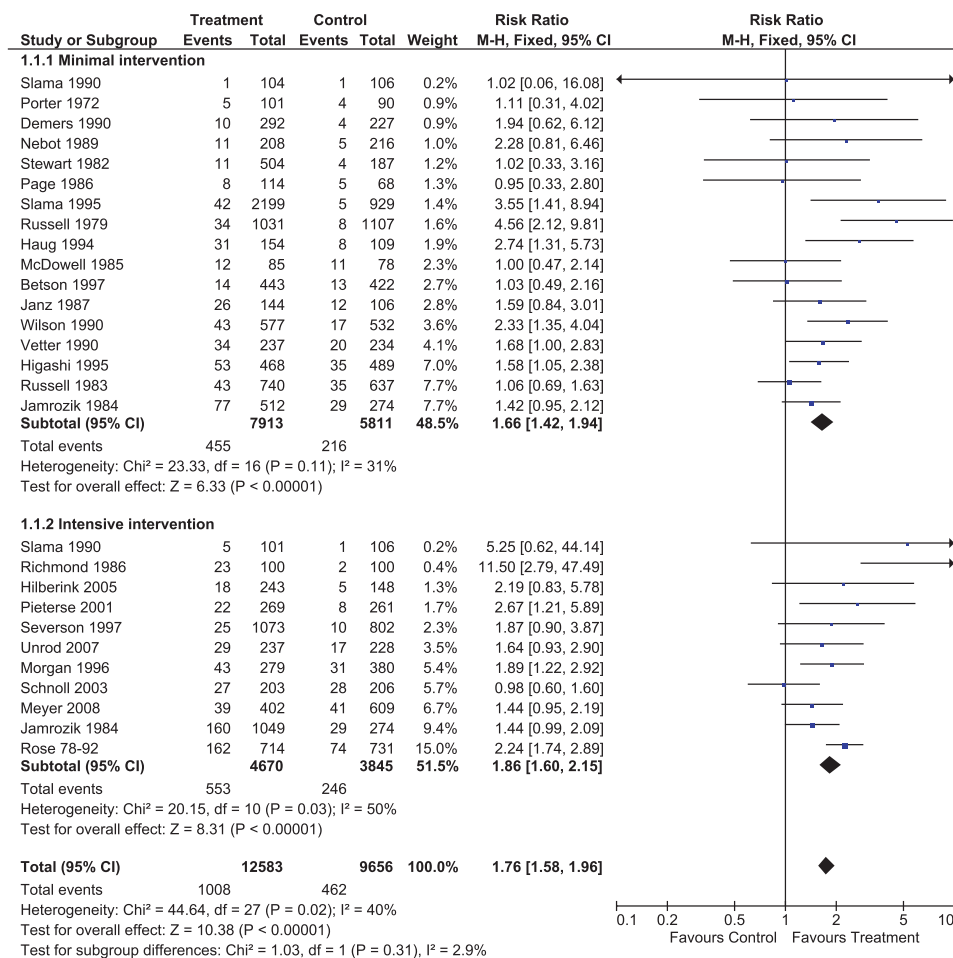 Treatment Control Risk Ratio Risk Ratio
Study or Subgroup Events Total Events Total Weight M-H, Fixed, 95% CI M-H, Fixed, 95% CI
1.1.1 Minimal intervention
Slama 1990 1 104 1 106 0.2% 1.02 [0.06, 16.08]
Porter 1972 5 101 4 90 0.9% 1.11 [0.31, 4.02]
Demers 1990 10 292 4 227 0.9% 1.94 [0.62, 6.12]
Nebot 1989 11 208 5 216 1.0% 2.28 [0.81, 6.46]
Stewart 1982 11 504 4 187 1.2% 1.02 [0.33, 3.16]
Page 1986 8 114 5 68 1.3% 0.95 [0.33, 2.80]
Slama 1995 42 2199 5 929 1.4% 3.55 [1.41, 8.94]
Russell 1979 34 1031 8 1107 1.6% 4.56 [2.12, 9.81]
Haug 1994 31 154 8 109 1.9% 2.74 [1.31, 5.73]
McDowell 1985 12 85 11 78 2.3% 1.00 [0.47, 2.14]
Betson 1997 14 443 13 422 2.7% 1.03 [0.49, 2.16]
Janz 1987 26 144 12 106 2.8% 1.59 [0.84, 3.01]
Wilson 1990 43 577 17 532 3.6% 2.33 [1.35, 4.04]
Vetter 1990 34 237 20 234 4.1% 1.68 [1.00, 2.83]
Higashi 1995 53 468 35 489 7.0% 1.58 [1.05, 2.38]
Russell 1983 43 740 35 637 7.7% 1.06 [0.69, 1.63]
Jamrozik 1984 77 512 29 274 7.7% 1.42 [0.95, 2.12]
Subtotal (95% CI) 7913 5811 48.5% 1.66 [1.42, 1.94]
Total events 455 216
Heterogeneity: Chi² = 23.33, df = 16 (P = 0.11); I² = 31%
Test for overall effect: Z = 6.33 (P < 0.00001)
1.1.2 Intensive intervention
Slama 1990 5 101 1 106 0.2% 5.25 [0.62, 44.14]
Richmond 1986 23 100 2 100 0.4% 11.50 [2.79, 47.49]
Hilberink 2005 18 243 5 148 1.3% 2.19 [0.83, 5.78]
Pieterse 2001 22 269 8 261 1.7% 2.67 [1.21, 5.89]
Severson 1997 25 1073 10 802 2.3% 1.87 [0.90, 3.87]
Unrod 2007 29 237 17 228 3.5% 1.64 [0.93, 2.90]
Morgan 1996 43 279 31 380 5.4% 1.89 [1.22, 2.92]
Schnoll 2003 27 203 28 206 5.7% 0.98 [0.60, 1.60]
Meyer 2008 39 402 41 609 6.7% 1.44 [0.95, 2.19]
Jamrozik 1984 160 1049 29 274 9.4% 1.44 [0.99, 2.09]
Rose 78-92 162 714 74 731 15.0% 2.24 [1.74, 2.89]
Subtotal (95% CI) 4670 3845 51.5% 1.86 [1.60, 2.15]
Total events 553 246
Heterogeneity: Chi² = 20.15, df = 10 (P = 0.03); I² = 50%
Test for overall effect: Z = 8.31 (P < 0.00001)
Total (95% CI) 12583 9656 100.0% 1.76 [1.58, 1.96]
Total events 1008 462
Heterogeneity: Chi² = 44.64, df = 27 (P = 0.02); I² = 40%
Test for overall effect: Z = 10.38 (P < 0.00001)
Test for subgroup differences: Chi² = 1.03, df = 1 (P = 0.31), I² = 2.9%
0.1 0.2 0.5 1 2 5 10
Favours Control Favours Treatment